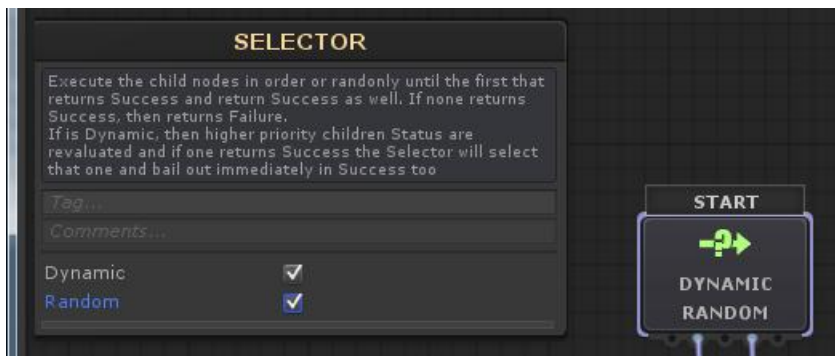 SELECTOR
Execute the child nodes in order or randonly until the first that
returns Success and return Success as well. If none returns
Success, then returns Failure.
If is Dynamic, then higher priority children Status are
revaluated and if one returns Success the Selector will select
that one and bail out immediately in Success too
Tag...
Comments...
Dynamic
Random
START
DYNAMIC
RANDOM